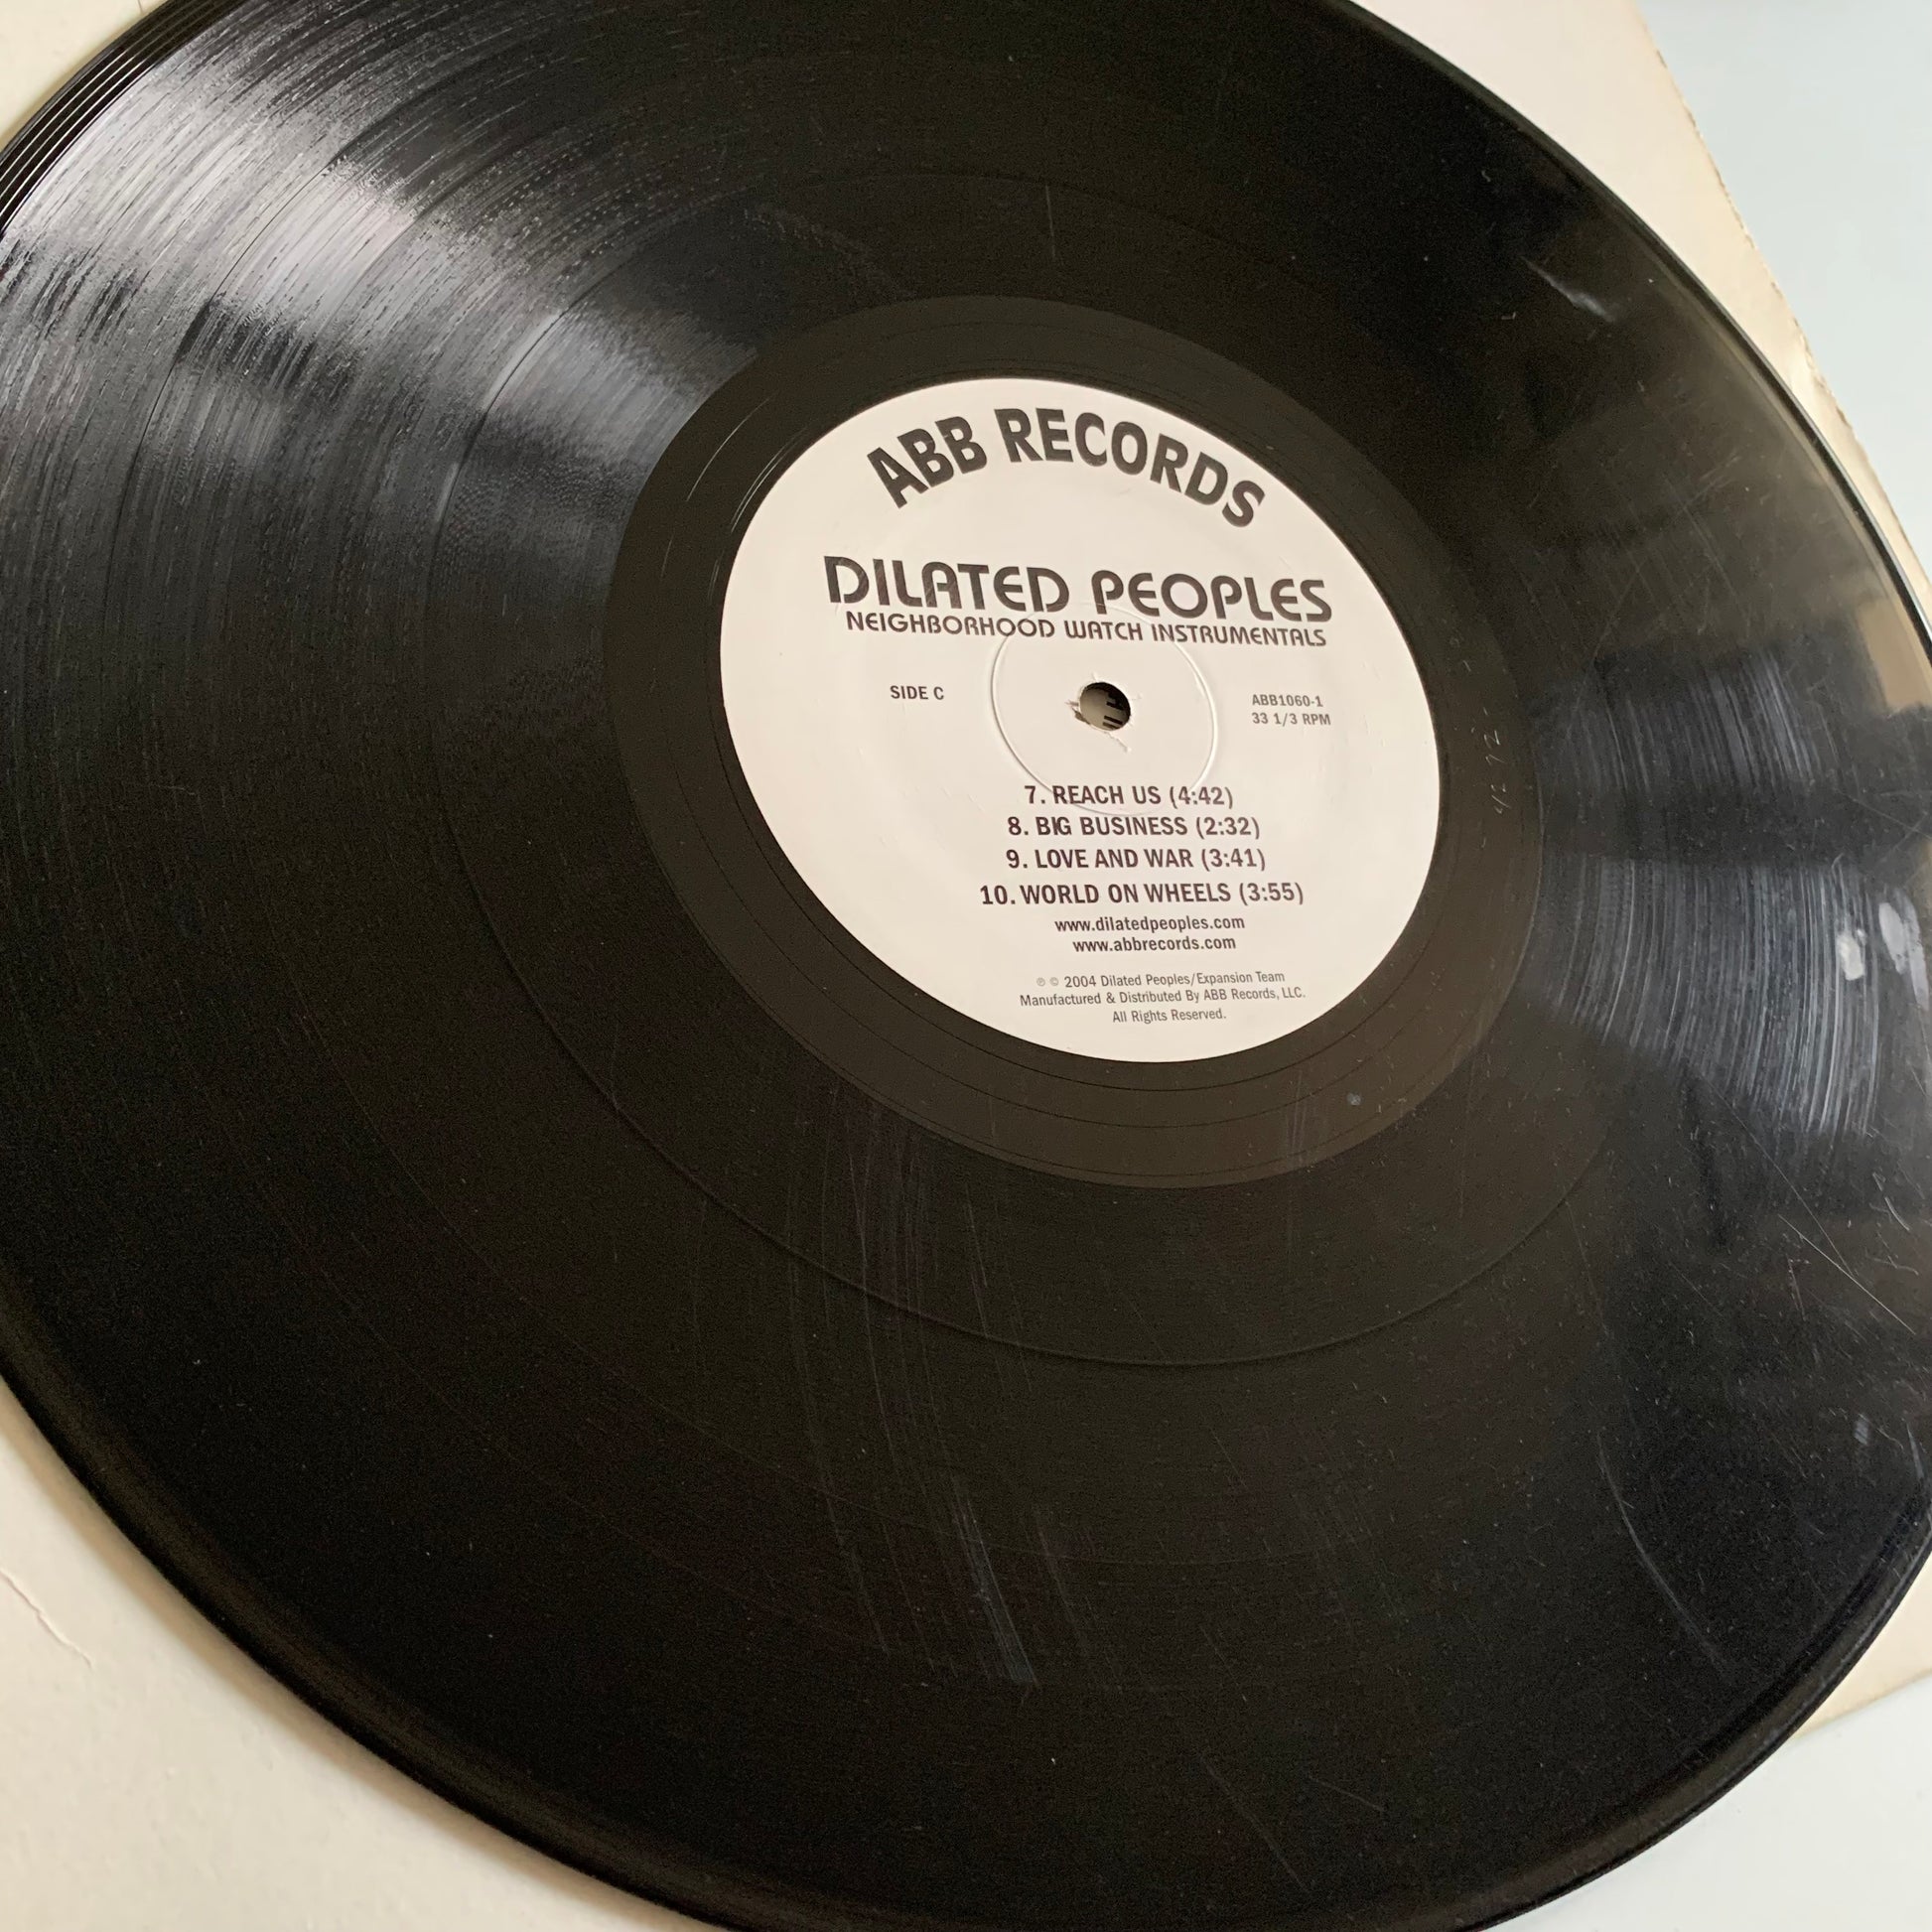 ABB RECORDS
DILATED PEOPLES
NEIGHBORHOOD WATCH INSTRUMENTALS
SIDE C
ABB1060-1
33 1/3 RPM
7. REACH US (4:42)
8. BIG BUSINESS (2:32)
9. LOVE AND WAR (3:41)
10. WORLD ON WHEELS (3:55)
www.dilatedpeoples.com
www.abbrecords.com
℗ © 2004 Dilated Peoples/Expansion Team
Manufactured & Distributed By ABB Records, LLC.
All Rights Reserved.